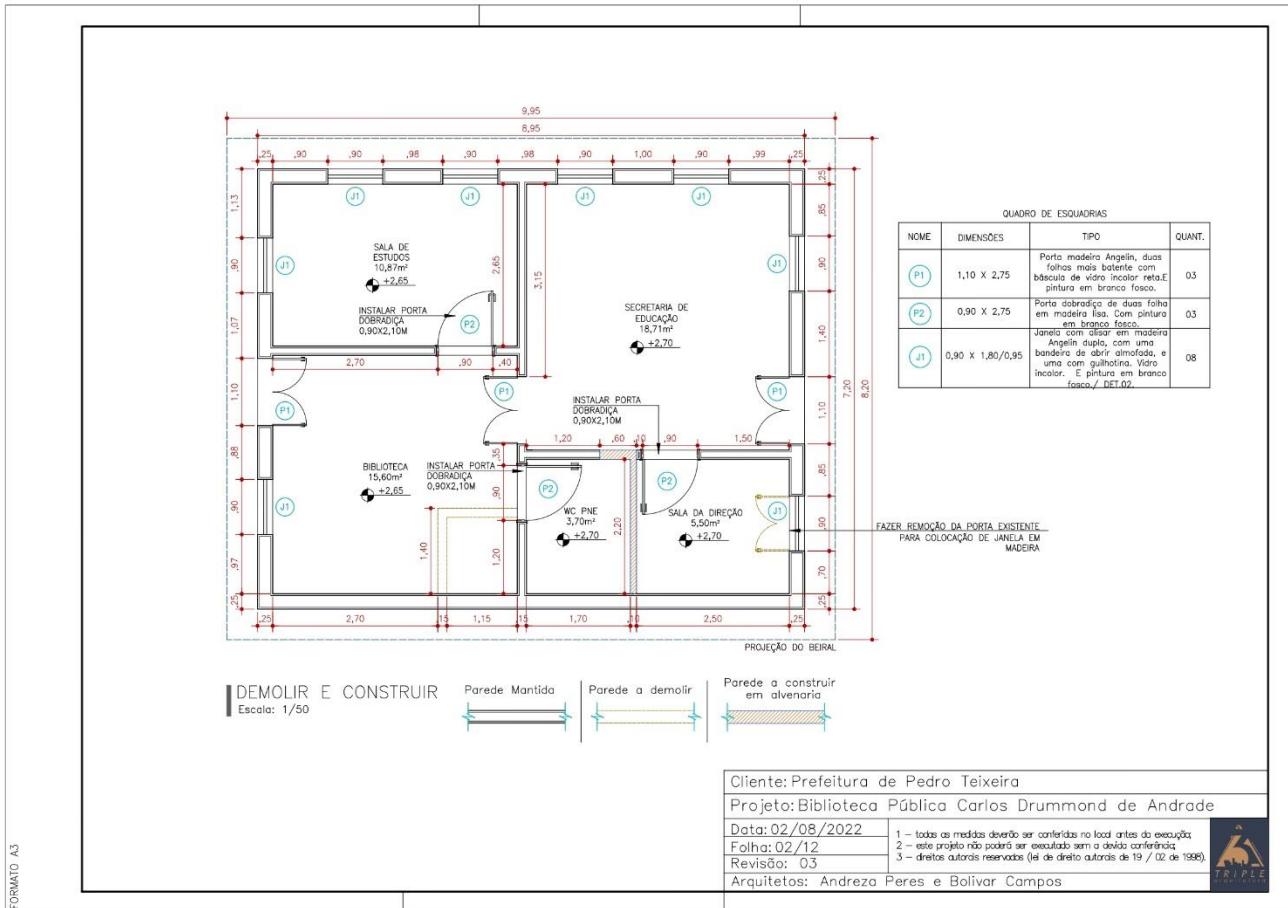 9,95
8,95
,25 ,90 ,90 ,98 ,90 ,98 ,90 1,00 ,90 ,99 ,25
J1 J1 J1 J1
1,13
,90
1,07
1,10
,88
,90
,97
,25
J1
SALA DE
ESTUDOS
10,87m²
+2,65
2,65
INSTALAR PORTA
DOBRADIÇA
0,90X2,10M
P2
2,70 ,90 ,40
3,15
SECRETARIA DE
EDUCAÇÃO
18,71m²
+2,70
J1
,25
,85
,90
1,40
1,10
,85
,90
,70
,25
7,20
8,20
P1
P1
P1
INSTALAR PORTA
DOBRADIÇA
0,90X2,10M
1,20 ,60 ,10 ,90 1,50
BIBLIOTECA
15,60m²
+2,65
J1
INSTALAR PORTA
DOBRADIÇA
0,90X2,10M
,35
,90
1,20
1,40
P2
WC PNE
3,70m²
+2,70
2,20
P2
SALA DA DIREÇÃO
5,50m²
+2,70
J1
FAZER REMOÇÃO DA PORTA EXISTENTE
PARA COLOCAÇÃO DE JANELA EM
MADEIRA
,25 2,70 ,15 1,15 ,15 1,70 ,10 2,50 ,25
PROJEÇÃO DO BEIRAL
QUADRO DE ESQUADRIAS
NOME DIMENSÕES TIPO QUANT.
P1 1,10 X 2,75 Porta madeira Angelin, duas
folhas mais batente com
báscula de vidro incolor reta.E
pintura em branco fosco. 03
P2 0,90 X 2,75 Porta dobradiça de duas folha
em madeira lisa. Com pintura
em branco fosco. 03
J1 0,90 X 1,80/0,95 Janela com alisar em madeira
Angelin dupla, com uma
bandeira de abrir almofada, e
uma com guilhotina. Vidro
incolor. E pintura em branco
fosco./ DET.02. 08
DEMOLIR E CONSTRUIR
Escala: 1/50
Parede Mantida
Parede a demolir
Parede a construir
em alvenaria
Cliente: Prefeitura de Pedro Teixeira
Projeto: Biblioteca Pública Carlos Drummond de Andrade
Data: 02/08/2022
Folha: 02/12
Revisão: 03
1 – todas as medidas deverão ser conferidas no local antes da execução;
2 – este projeto não poderá ser executado sem a devida conferência;
3 – direitos autorais reservados (lei de direito autorais de 19 / 02 de 1998).
Arquitetos: Andreza Peres e Bolivar Campos
TRIPLE
FORMATO A3